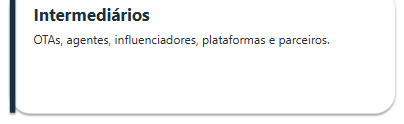 Intermediários
OTAs, agentes, influenciadores, plataformas e parceiros.